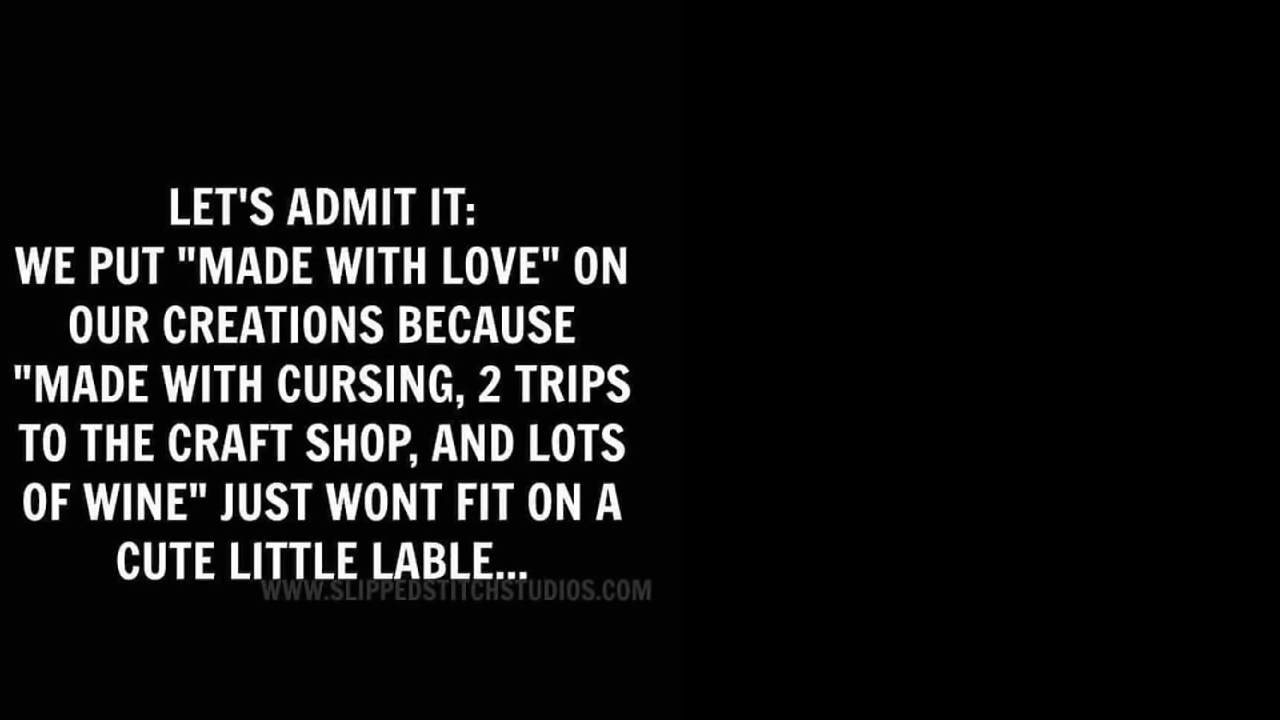 LET'S ADMIT IT:
WE PUT "MADE WITH LOVE" ON
OUR CREATIONS BECAUSE
"MADE WITH CURSING, 2 TRIPS
TO THE CRAFT SHOP, AND LOTS
OF WINE" JUST WONT FIT ON A
CUTE LITTLE LABLE...
WWW.SLIPPEDSTITCHSTUDIOS.COM